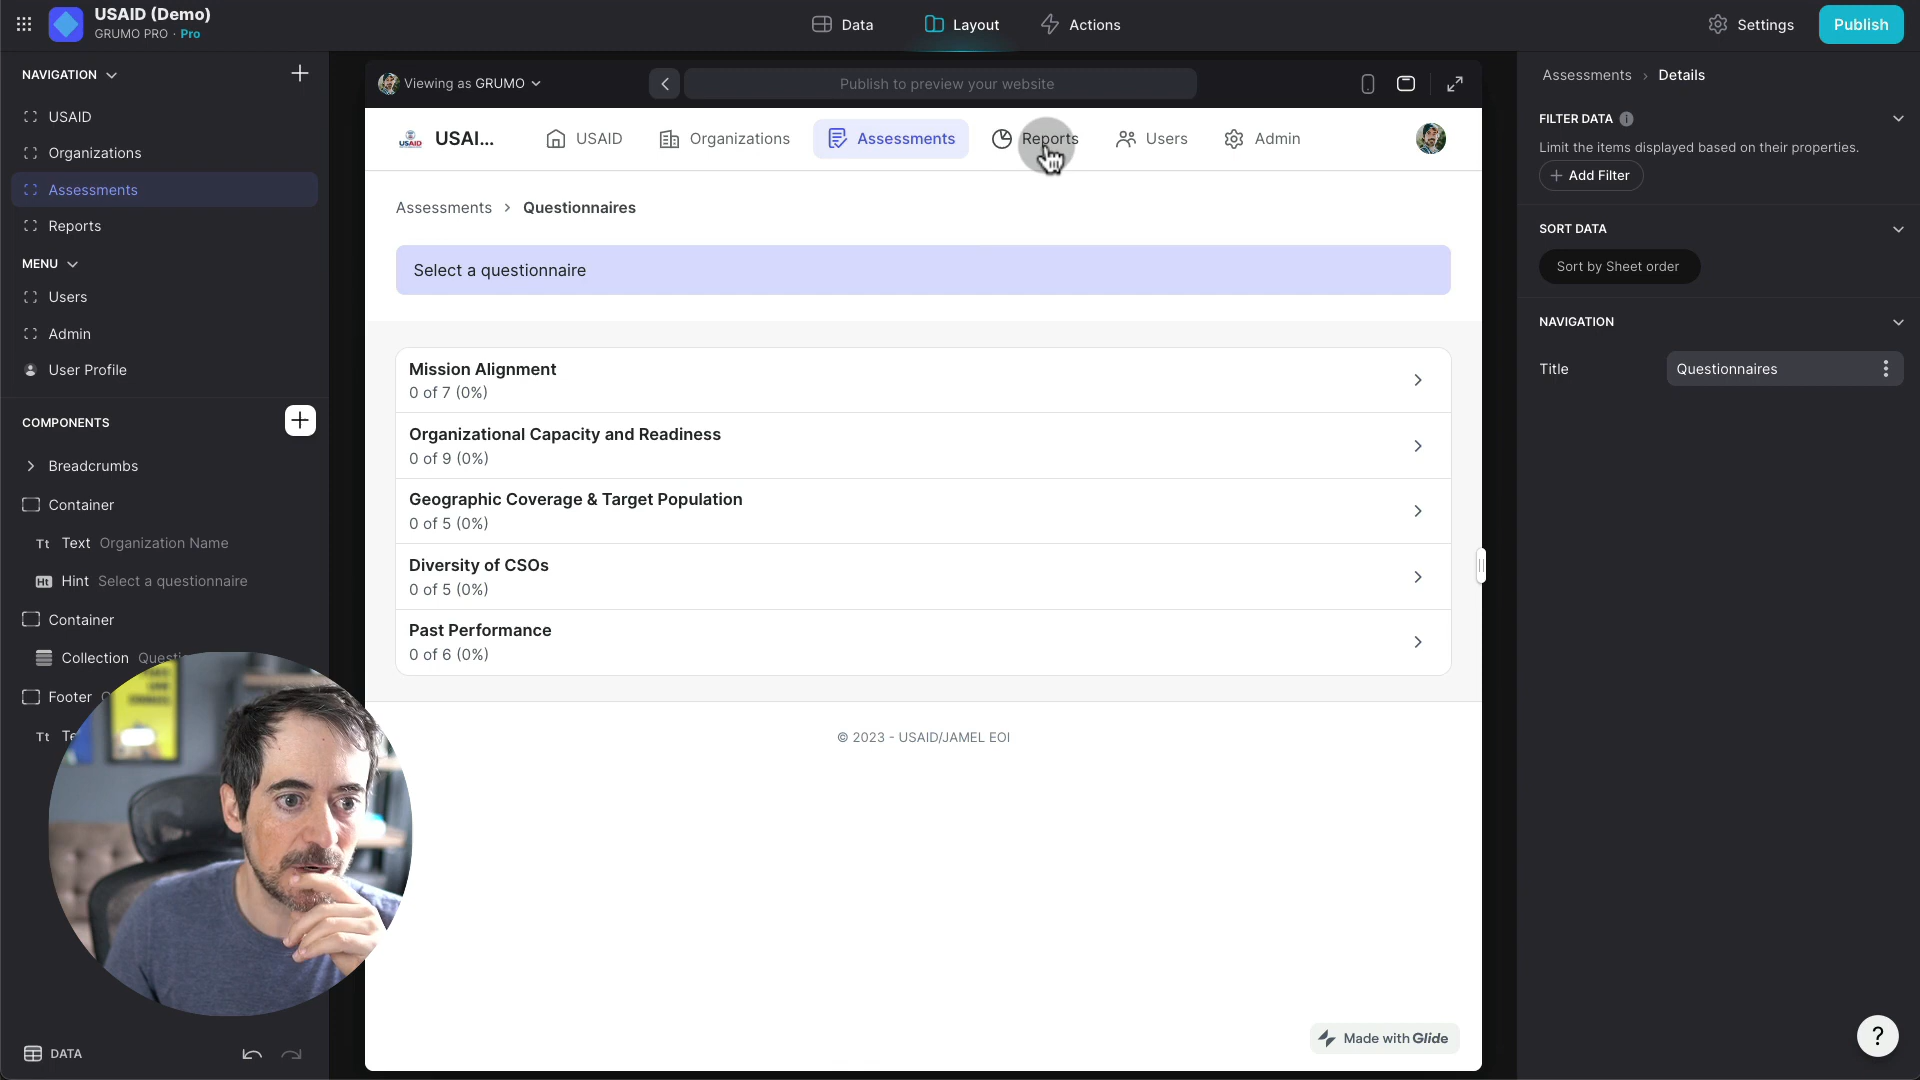 USAID (Demo)
GRUMO PRO · Pro
Data
Layout
Actions
Settings
Publish
NAVIGATION
USAID
Organizations
Assessments
Reports
MENU
Users
Admin
User Profile
COMPONENTS
Breadcrumbs
Container
Text Organization Name
Hint Select a questionnaire
Container
Collection
Footer
DATA
Viewing as GRUMO
Publish to preview your website
USAID
USAI...
USAID
Organizations
Assessments
Reports
Users
Admin
Assessments > Questionnaires
Select a questionnaire
Mission Alignment
0 of 7 (0%)
Organizational Capacity and Readiness
0 of 9 (0%)
Geographic Coverage & Target Population
0 of 5 (0%)
Diversity of CSOs
0 of 5 (0%)
Past Performance
0 of 6 (0%)
© 2023 - USAID/JAMEL EOI
Made with Glide
Assessments > Details
FILTER DATA
Limit the items displayed based on their properties.
+ Add Filter
SORT DATA
Sort by Sheet order
NAVIGATION
Title
Questionnaires
?